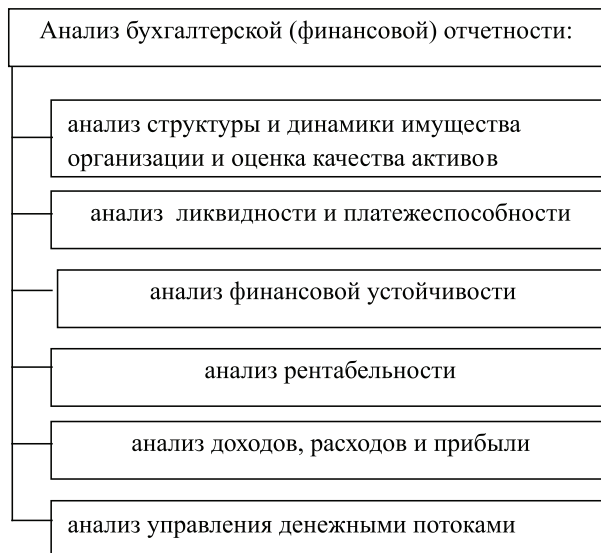 Анализ бухгалтерской (финансовой) отчетности:
анализ структуры и динамики имущества
организации и оценка качества активов
анализ ликвидности и платежеспособности
анализ финансовой устойчивости
анализ рентабельности
анализ доходов, расходов и прибыли
анализ управления денежными потоками